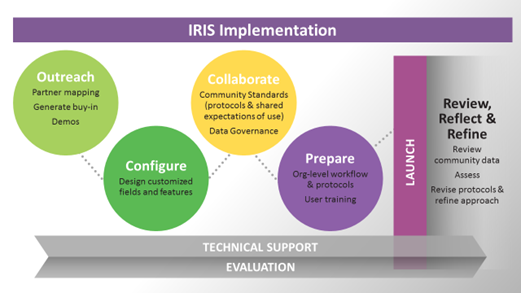 IRIS Implementation
Outreach
Partner mapping
Generate buy-in
Demos
Configure
Design customized
fields and features
Collaborate
Community Standards
(protocols & shared
expectations of use)
Data Governance
Prepare
Org-level workflow
& protocols
User training
LAUNCH
Review,
Reflect &
Refine
Review
community data
Assess
Revise protocols &
refine approach
TECHNICAL SUPPORT
EVALUATION